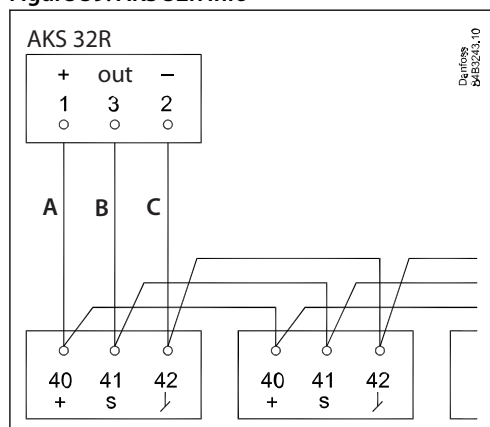 AKS 32R
+ out −
1 3 2
Danfoss
84B3243.10
A B C
40 41 42 40 41 42
+ S + S